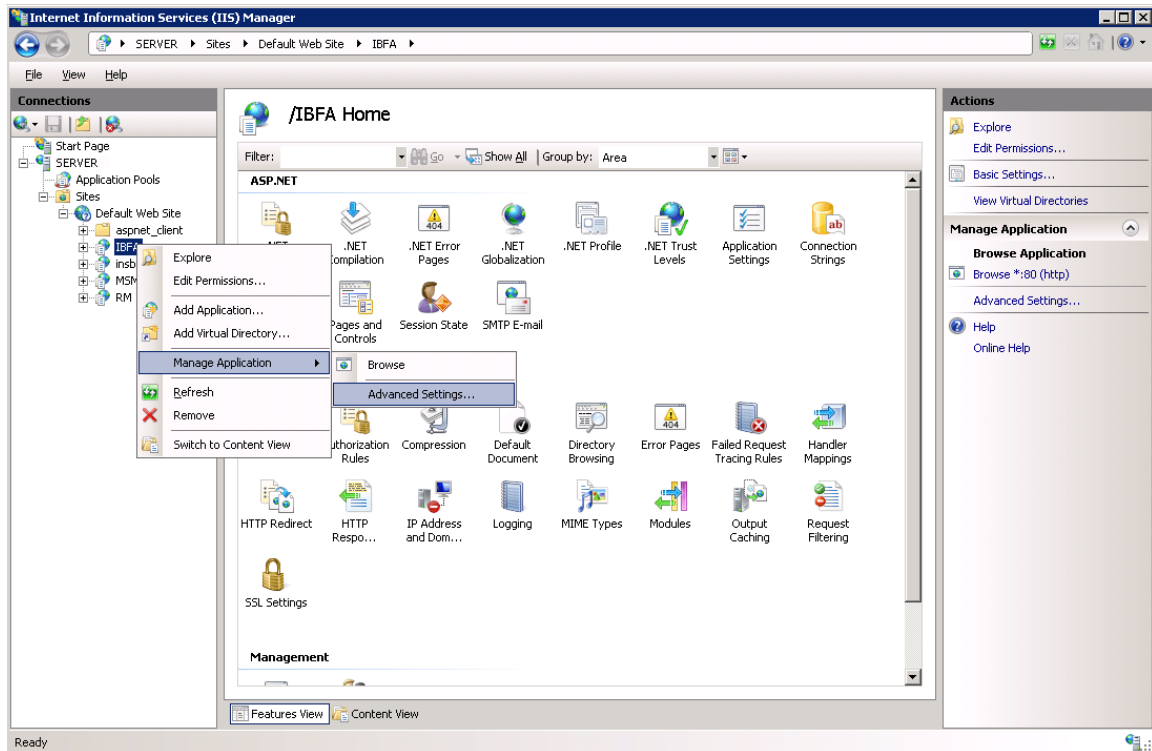 Internet Information Services (IIS) Manager
SERVER Sites Default Web Site IBFA
File View Help
Connections
Start Page
SERVER
Application Pools
Sites
Default Web Site
aspnet_client
IBFA
insb
MSM
RM
Explore
Edit Permissions...
Add Application...
Add Virtual Directory...
Manage Application
Refresh
Remove
Switch to Content View
Browse
Advanced Settings...
/IBFA Home
Filter: Go Show All Group by: Area
ASP.NET
.NET Error Pages
.NET Globalization
.NET Profile
.NET Trust Levels
Application Settings
Connection Strings
.NET
Pages and Controls
Session State
SMTP E-mail
Rules
Compression
Default Document
Directory Browsing
Error Pages
Failed Request Tracing Rules
Handler Mappings
HTTP Redirect
HTTP Respo...
IP Address and Dom...
Logging
MIME Types
Modules
Output Caching
Request Filtering
SSL Settings
Management
Features View Content View
Actions
Explore
Edit Permissions...
Basic Settings...
View Virtual Directories
Manage Application
Browse Application
Browse *:80 (http)
Advanced Settings...
Help
Online Help
Ready